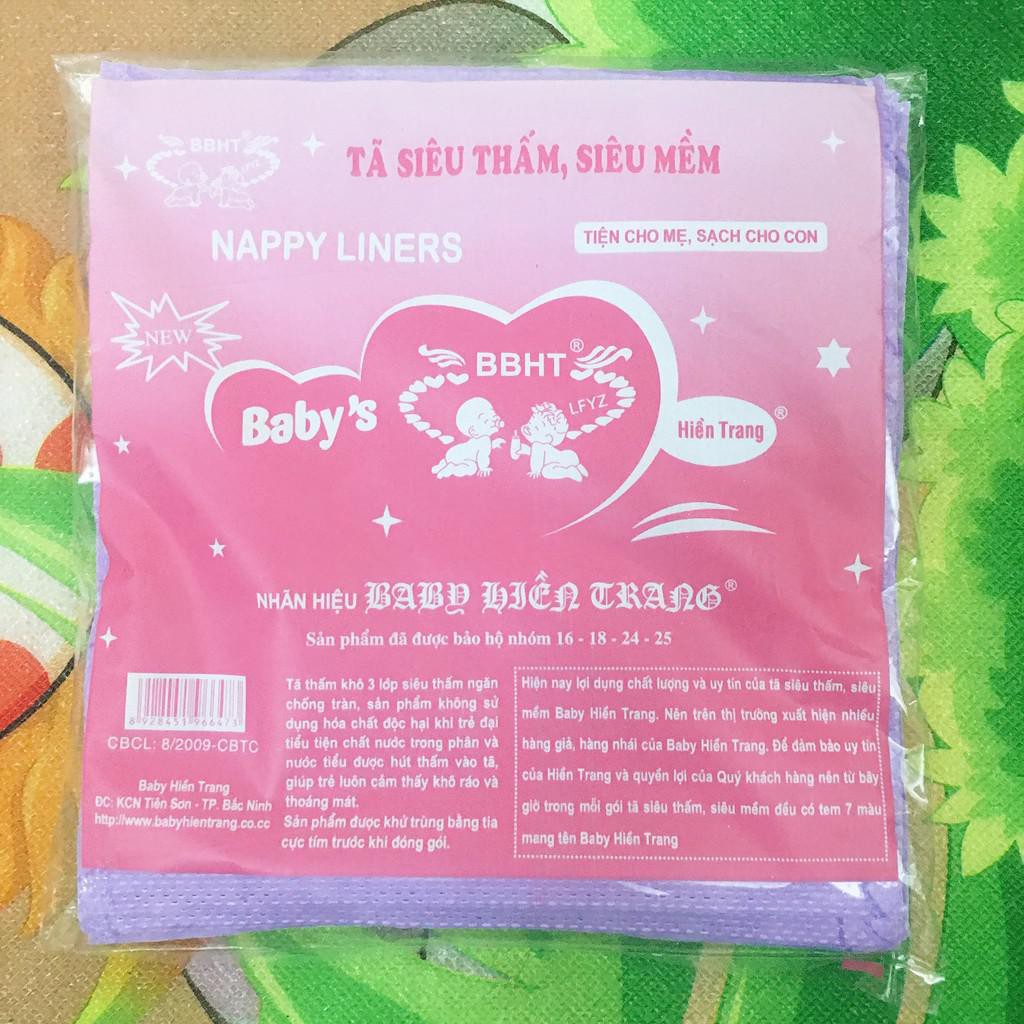 BBHT
LFYZ
TÃ SIÊU THẤM, SIÊU MỀM
NAPPY LINERS
TIỆN CHO MẸ, SẠCH CHO CON
NEW
Baby's
BBHT®
LFYZ
Hiền Trang®
NHÃN HIỆU BABY HIỀN TRANG®
Sản phẩm đã được bảo hộ nhóm 16 - 18 - 24 - 25
8 928451 966473
CBCL: 8/2009-CBTC
Baby Hiền Trang
ĐC: KCN Tiên Sơn - TP. Bắc Ninh
http://www.babyhientrang.co.cc
Tã thấm khô 3 lớp siêu thấm ngăn
chống tràn, sản phẩm không sử
dụng hóa chất độc hại khi trẻ đại
tiểu tiện chất nước trong phân và
nước tiểu được hút thấm vào tã,
giúp trẻ luôn cảm thấy khô ráo và
thoáng mát.
Sản phẩm được khử trùng bằng tia
cực tím trước khi đóng gói.
Hiện nay lợi dụng chất lượng và uy tín của tã siêu thấm, siêu
mềm Baby Hiền Trang. Nên trên thị trường xuất hiện nhiều
hàng giả, hàng nhái của Baby Hiền Trang. Để đảm bảo uy tín
của Hiền Trang và quyền lợi của Quý khách hàng nên từ bây
giờ trong mỗi gói tã siêu thấm, siêu mềm đều có tem 7 màu
mang tên Baby Hiền Trang